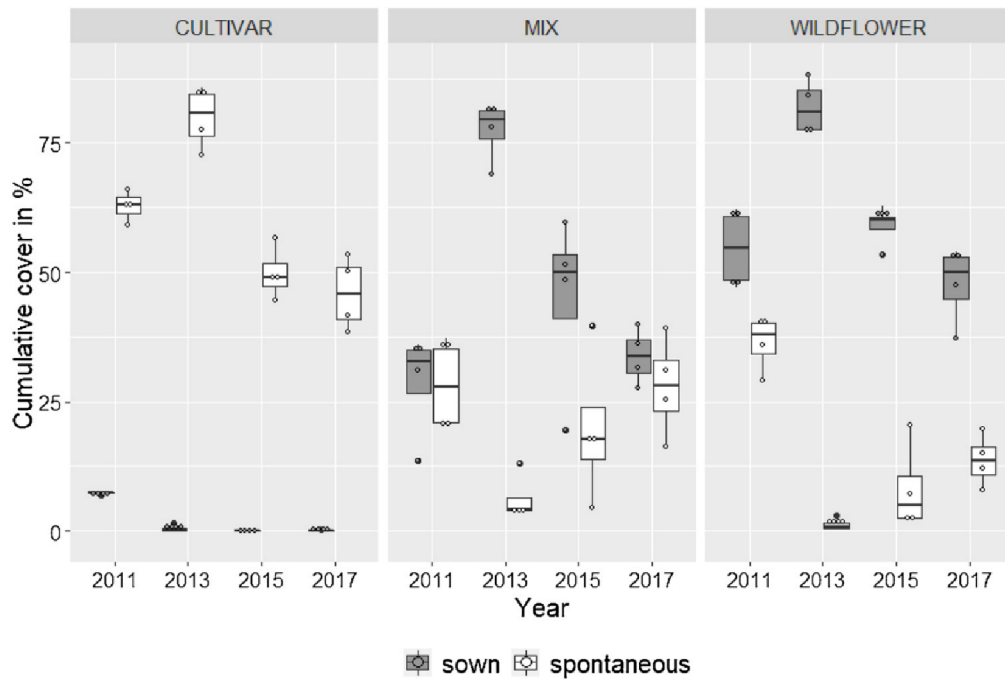 CULTIVAR MIX WILDFLOWER
75
50
25
0
Cumulative cover in %
2011 2013 2015 2017 2011 2013 2015 2017 2011 2013 2015 2017
Year
sown spontaneous